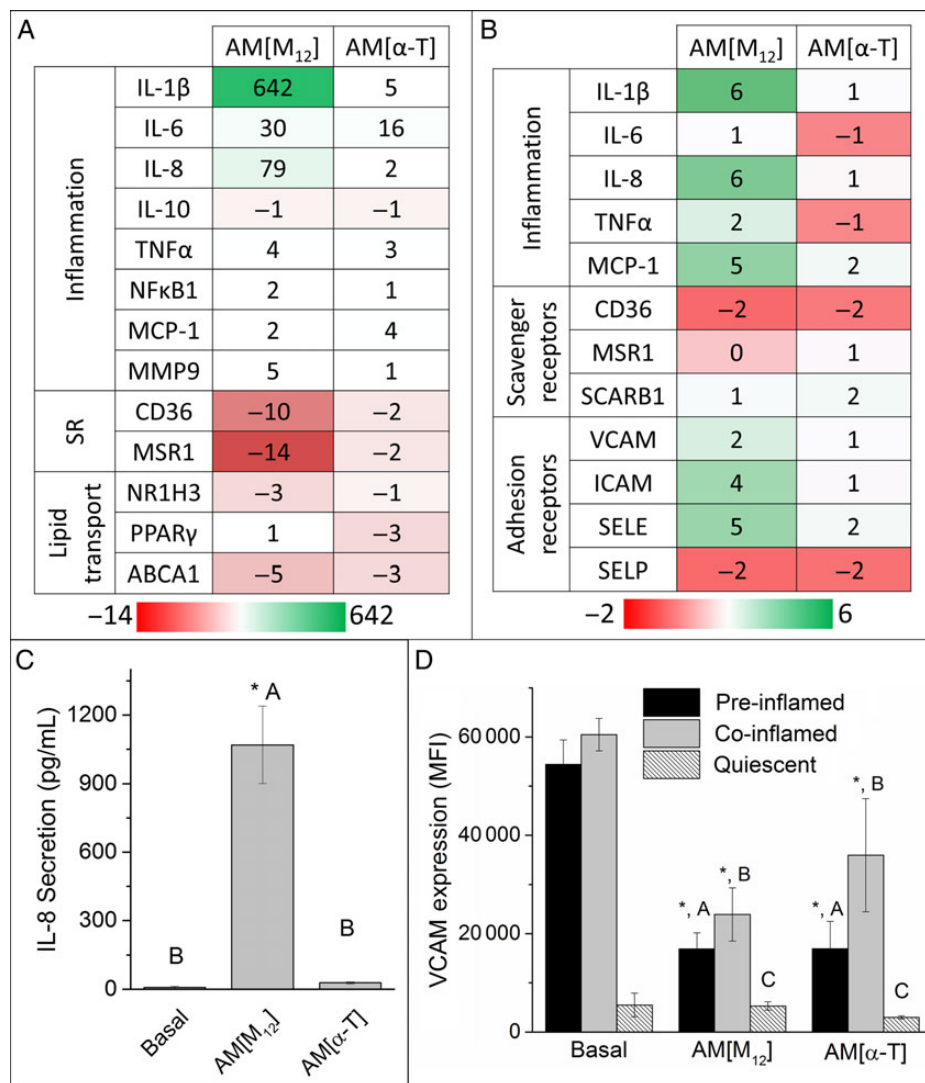 A
AM[M₁₂] AM[α-T]
Inflammation
IL-1β 642 5
IL-6 30 16
IL-8 79 2
IL-10 −1 −1
TNFα 4 3
NFκB1 2 1
MCP-1 2 4
MMP9 5 1
SR
CD36 −10 −2
MSR1 −14 −2
Lipid
transport
NR1H3 −3 −1
PPARγ 1 −3
ABCA1 −5 −3
−14 642
B
AM[M₁₂] AM[α-T]
Inflammation
IL-1β 6 1
IL-6 1 −1
IL-8 6 1
TNFα 2 −1
MCP-1 5 2
Scavenger
receptors
CD36 −2 −2
MSR1 0 1
SCARB1 1 2
Adhesion
receptors
VCAM 2 1
ICAM 4 1
SELE 5 2
SELP −2 −2
−2 6
C
IL-8 Secretion (pg/mL)
1200
900
600
300
0
B
* A
B
Basal
AM[M₁₂]
AM[α-T]
D
VCAM expression (MFI)
60 000
40 000
20 000
0
Pre-inflamed
Co-inflamed
Quiescent
*, A
*, B
C
*, A
*, B
C
Basal AM[M₁₂] AM[α-T]